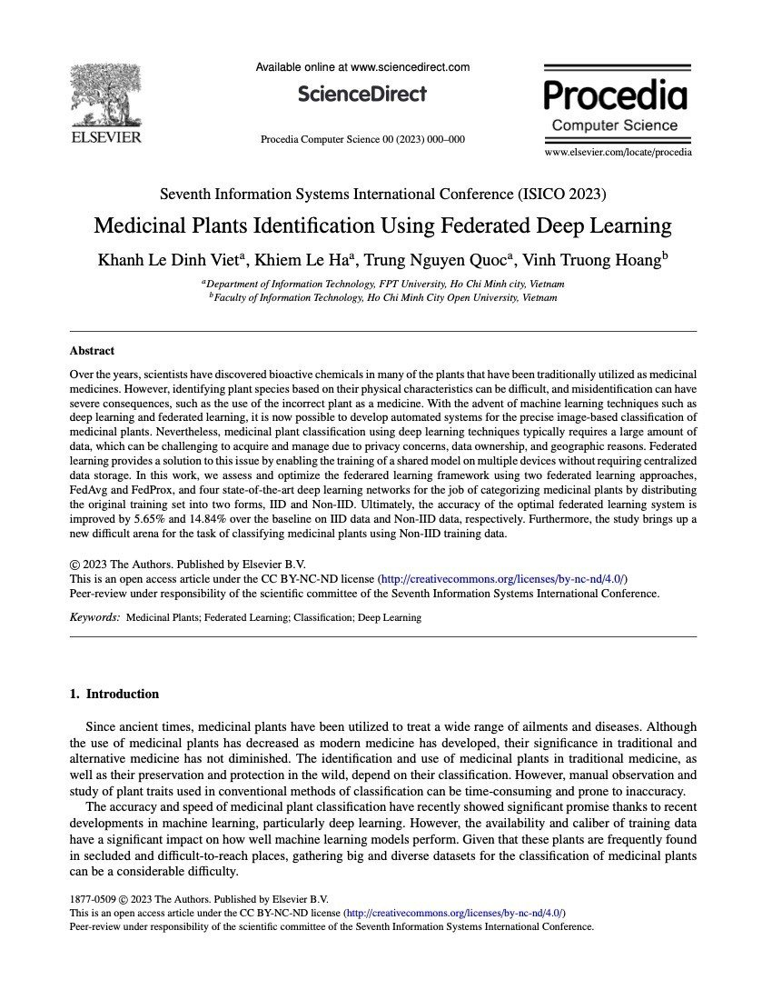 Available online at www.sciencedirect.com
ScienceDirect
Procedia
Computer Science
ELSEVIER
Procedia Computer Science 00 (2023) 000–000
www.elsevier.com/locate/procedia
Seventh Information Systems International Conference (ISICO 2023)
Medicinal Plants Identification Using Federated Deep Learning
Khanh Le Dinh Vietᵃ, Khiem Le Haᵃ, Trung Nguyen Quocᵃ, Vinh Truong Hoangᵇ
ᵃDepartment of Information Technology, FPT University, Ho Chi Minh city, Vietnam
ᵇFaculty of Information Technology, Ho Chi Minh City Open University, Vietnam
Abstract
Over the years, scientists have discovered bioactive chemicals in many of the plants that have been traditionally utilized as medicinal
medicines. However, identifying plant species based on their physical characteristics can be difficult, and misidentification can have
severe consequences, such as the use of the incorrect plant as a medicine. With the advent of machine learning techniques such as
deep learning and federated learning, it is now possible to develop automated systems for the precise image-based classification of
medicinal plants. Nevertheless, medicinal plant classification using deep learning techniques typically requires a large amount of
data, which can be challenging to acquire and manage due to privacy concerns, data ownership, and geographic reasons. Federated
learning provides a solution to this issue by enabling the training of a shared model on multiple devices without requiring centralized
data storage. In this work, we assess and optimize the federared learning framework using two federated learning approaches,
FedAvg and FedProx, and four state-of-the-art deep learning networks for the job of categorizing medicinal plants by distributing
the original training set into two forms, IID and Non-IID. Ultimately, the accuracy of the optimal federated learning system is
improved by 5.65% and 14.84% over the baseline on IID data and Non-IID data, respectively. Furthermore, the study brings up a
new difficult arena for the task of classifying medicinal plants using Non-IID training data.
© 2023 The Authors. Published by Elsevier B.V.
This is an open access article under the CC BY-NC-ND license (http://creativecommons.org/licenses/by-nc-nd/4.0/)
Peer-review under responsibility of the scientific committee of the Seventh Information Systems International Conference.
Keywords: Medicinal Plants; Federated Learning; Classification; Deep Learning
1. Introduction
Since ancient times, medicinal plants have been utilized to treat a wide range of ailments and diseases. Although
the use of medicinal plants has decreased as modern medicine has developed, their significance in traditional and
alternative medicine has not diminished. The identification and use of medicinal plants in traditional medicine, as
well as their preservation and protection in the wild, depend on their classification. However, manual observation and
study of plant traits used in conventional methods of classification can be time-consuming and prone to inaccuracy.
The accuracy and speed of medicinal plant classification have recently showed significant promise thanks to recent
developments in machine learning, particularly deep learning. However, the availability and caliber of training data
have a significant impact on how well machine learning models perform. Given that these plants are frequently found
in secluded and difficult-to-reach places, gathering big and diverse datasets for the classification of medicinal plants
can be a considerable difficulty.
1877-0509 © 2023 The Authors. Published by Elsevier B.V.
This is an open access article under the CC BY-NC-ND license (http://creativecommons.org/licenses/by-nc-nd/4.0/)
Peer-review under responsibility of the scientific committee of the Seventh Information Systems International Conference.